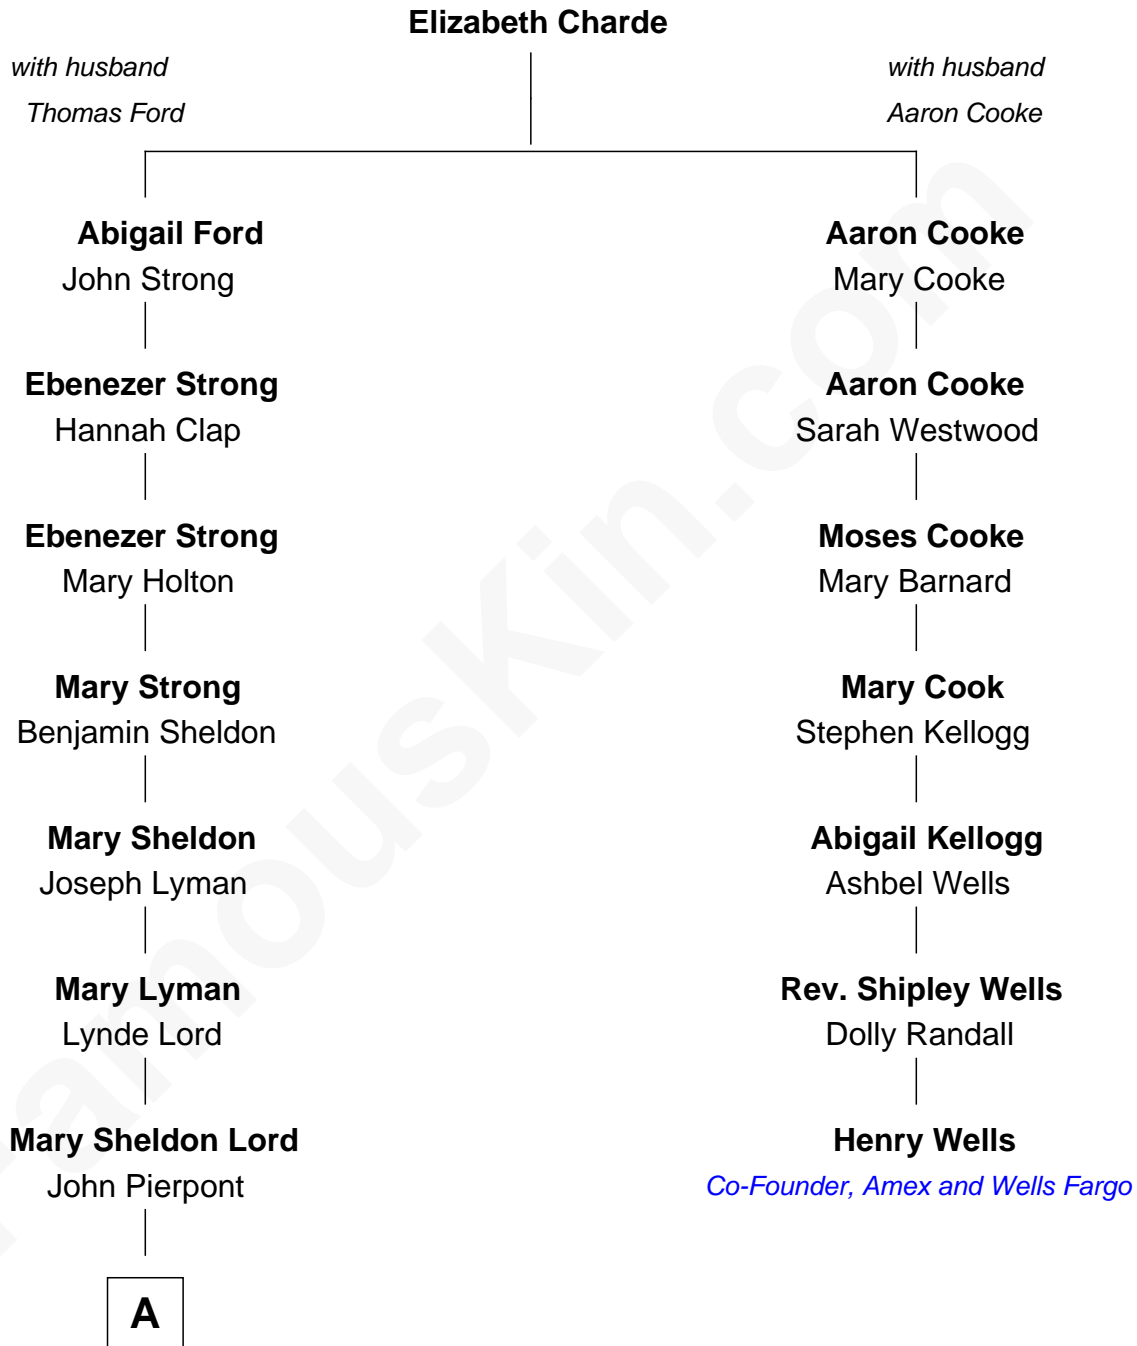 Elizabeth Charde
with husband
Thomas Ford
with husband
Aaron Cooke
Abigail Ford
John Strong
Aaron Cooke
Mary Cooke
Ebenezer Strong
Hannah Clap
Aaron Cooke
Sarah Westwood
Ebenezer Strong
Mary Holton
Moses Cooke
Mary Barnard
Mary Strong
Benjamin Sheldon
Mary Cook
Stephen Kellogg
Mary Sheldon
Joseph Lyman
Abigail Kellogg
Ashbel Wells
Mary Lyman
Lynde Lord
Rev. Shipley Wells
Dolly Randall
Mary Sheldon Lord
John Pierpont
Henry Wells
Co-Founder, Amex and Wells Fargo
A
FamousKin.com